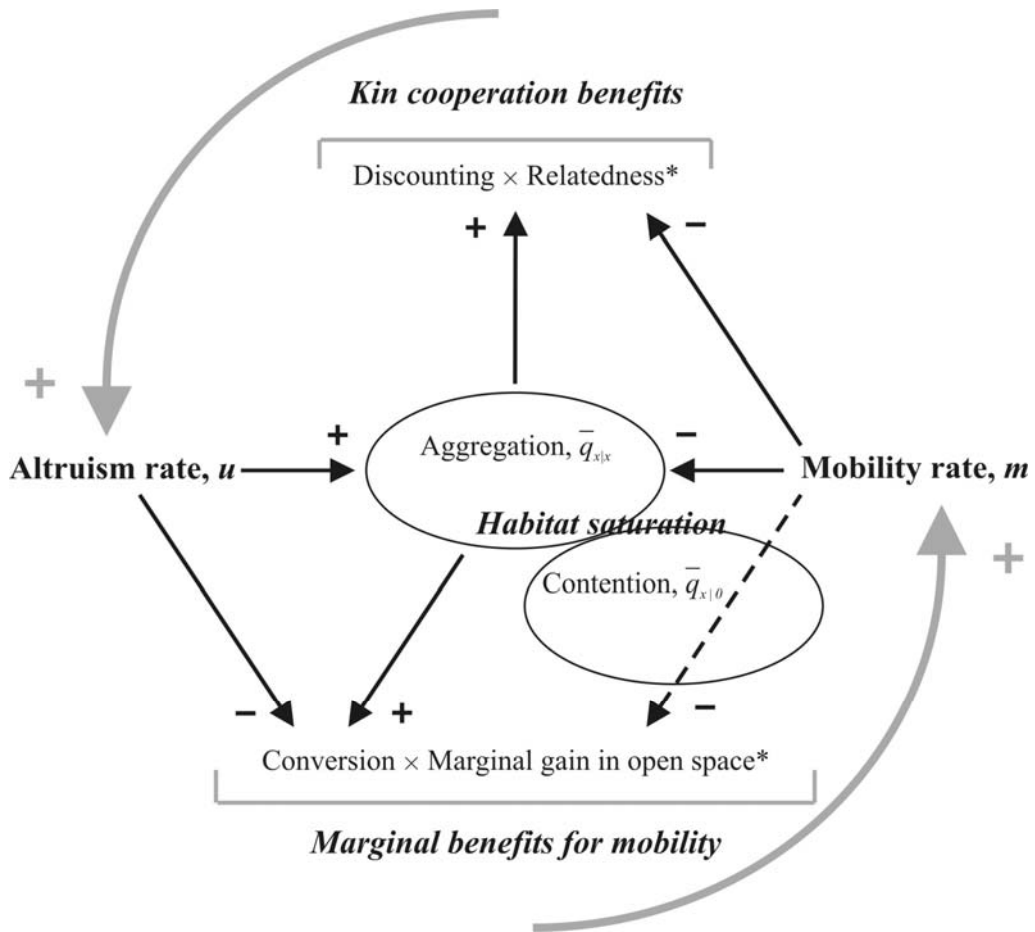 Kin cooperation benefits
Discounting × Relatedness*
+
−
+
+
Aggregation, q̅ₓ|ₓ
−
Altruism rate, u
Mobility rate, m
Habitat saturation
+
Contention, q̅ₓ|₀
−
+
−
Conversion × Marginal gain in open space*
Marginal benefits for mobility